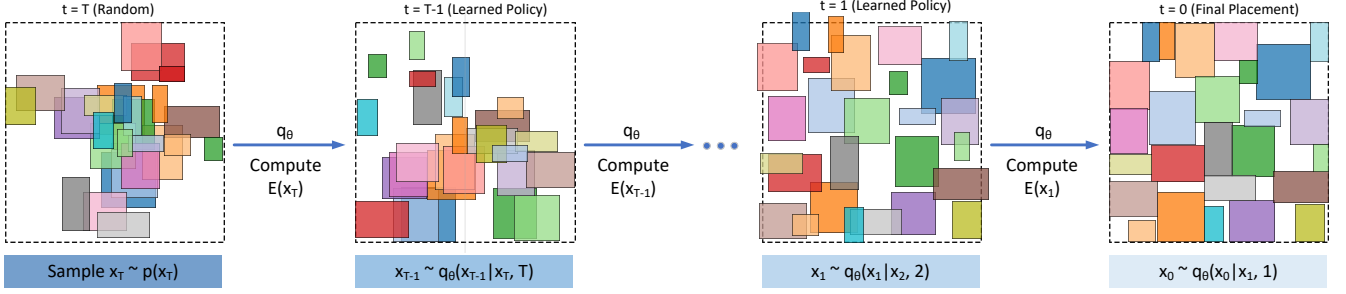 t = T (Random)
t = T-1 (Learned Policy)
t = 1 (Learned Policy)
t = 0 (Final Placement)
qθ
Compute
E(xT)
qθ
Compute
E(xT-1)
qθ
Compute
E(x1)
Sample xT ~ p(xT)
xT-1 ~ qθ(xT-1|xT, T)
x1 ~ qθ(x1|x2, 2)
x0 ~ qθ(x0|x1, 1)